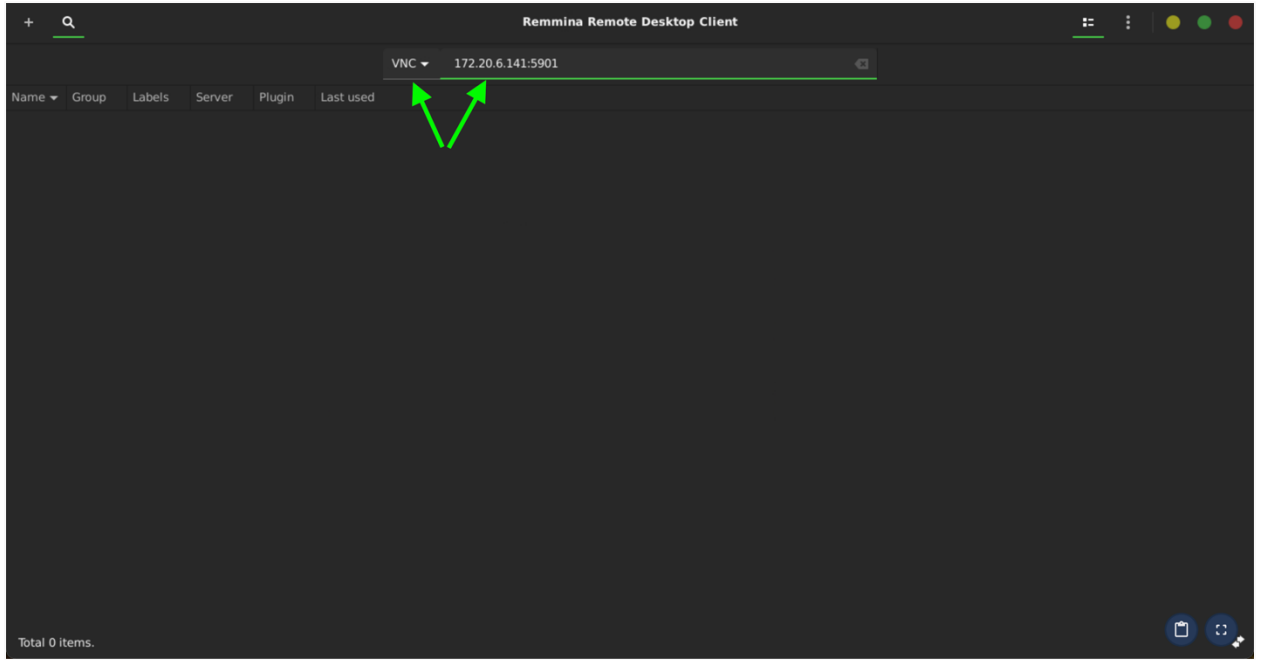 Remmina Remote Desktop Client
VNC 172.20.6.141:5901
Name Group Labels Server Plugin Last used
Total 0 items.